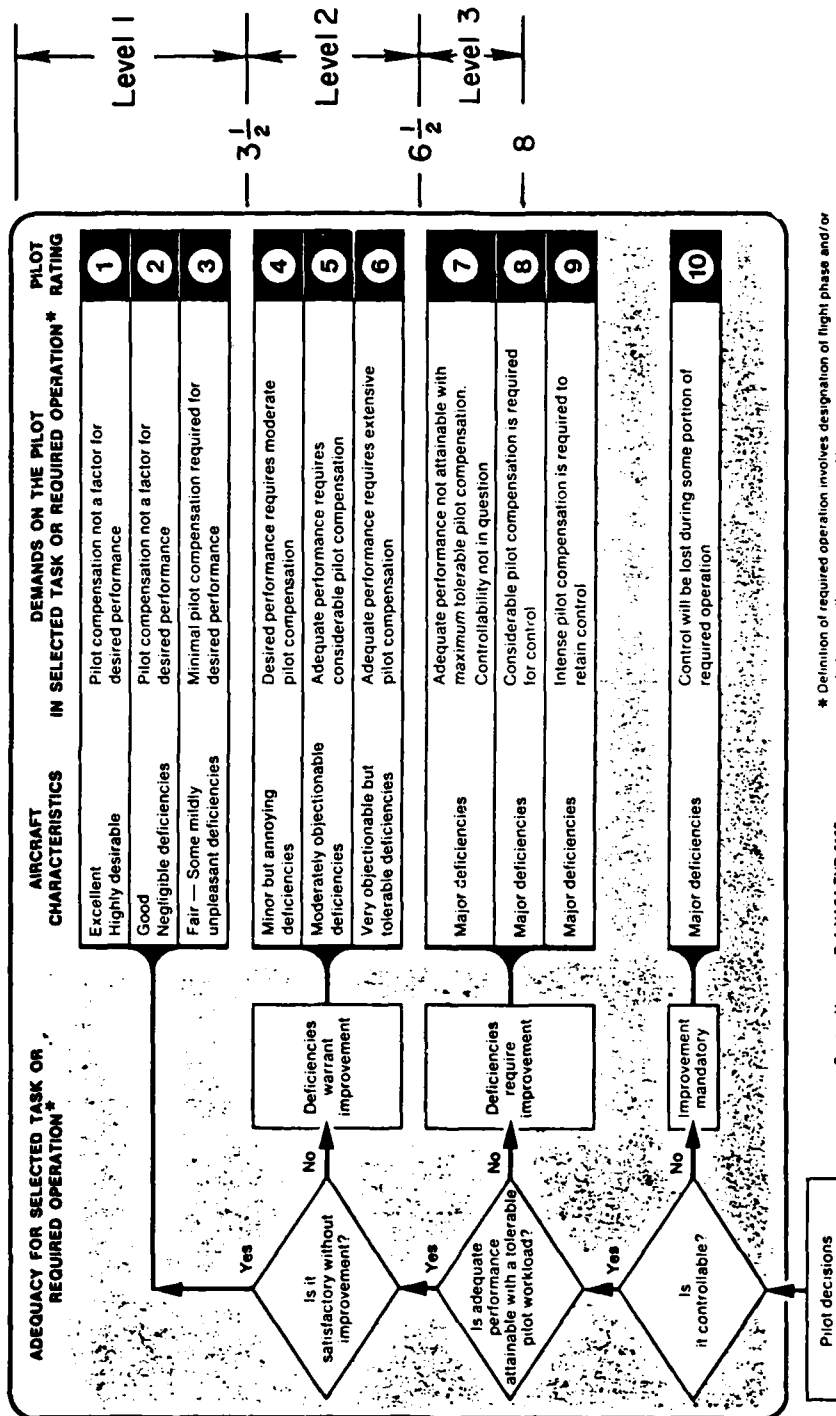 ADEQUACY FOR SELECTED TASK OR
REQUIRED OPERATION*
AIRCRAFT
CHARACTERISTICS
DEMANDS ON THE PILOT
IN SELECTED TASK OR REQUIRED OPERATION*
PILOT
RATING
Excellent
Highly desirable
Pilot compensation not a factor for
desired performance
1
Good
Negligible deficiencies
Pilot compensation not a factor for
desired performance
2
Fair — Some mildly
unpleasant deficiencies
Minimal pilot compensation required for
desired performance
3
Yes
Is it
satisfactory without
improvement?
No
Deficiencies
warrant
improvement
Minor but annoying
deficiencies
Desired performance requires moderate
pilot compensation
4
Moderately objectionable
deficiencies
Adequate performance requires
considerable pilot compensation
5
Very objectionable but
tolerable deficiencies
Adequate performance requires extensive
pilot compensation
6
Yes
Is adequate
performance
attainable with a tolerable
pilot workload?
No
Deficiencies
require
improvement
Major deficiencies
Adequate performance not attainable with
maximum tolerable pilot compensation.
Controllability not in question
7
Major deficiencies
Considerable pilot compensation is required
for control
8
Major deficiencies
Intense pilot compensation is required to
retain control
9
Yes
Is
it controllable?
No
Improvement
mandatory
Major deficiencies
Control will be lost during some portion of
required operation
10
Pilot decisions
Level 1
3 1/2
Level 2
6 1/2
Level 3
8
* Definition of required operation involves designation of flight phase and/or